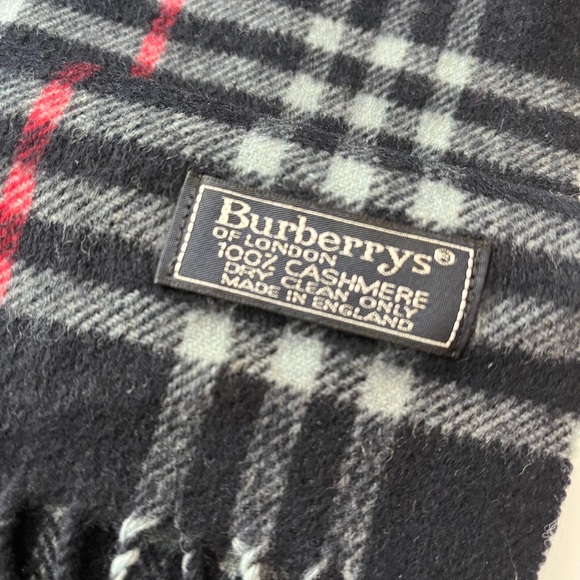 Burberrys®
OF LONDON
100% CASHMERE
DRY CLEAN ONLY
MADE IN ENGLAND